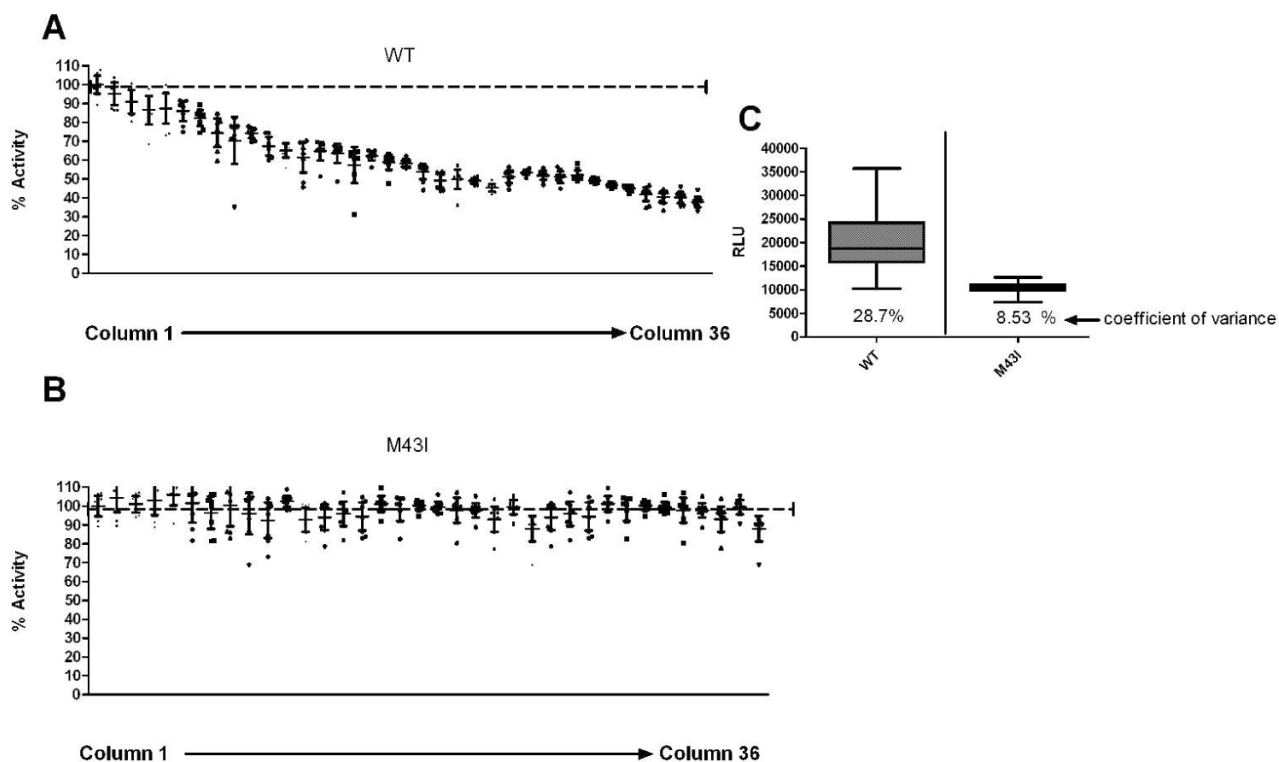 A
WT
110
100
90
80
70
60
50
40
30
20
10
0
% Activity
Column 1
Column 36
C
40000
35000
30000
25000
20000
15000
10000
5000
0
RLU
28.7%
8.53 %
coefficient of variance
WT
M43I
B
M43I
110
100
90
80
70
60
50
40
30
20
10
0
% Activity
Column 1
Column 36